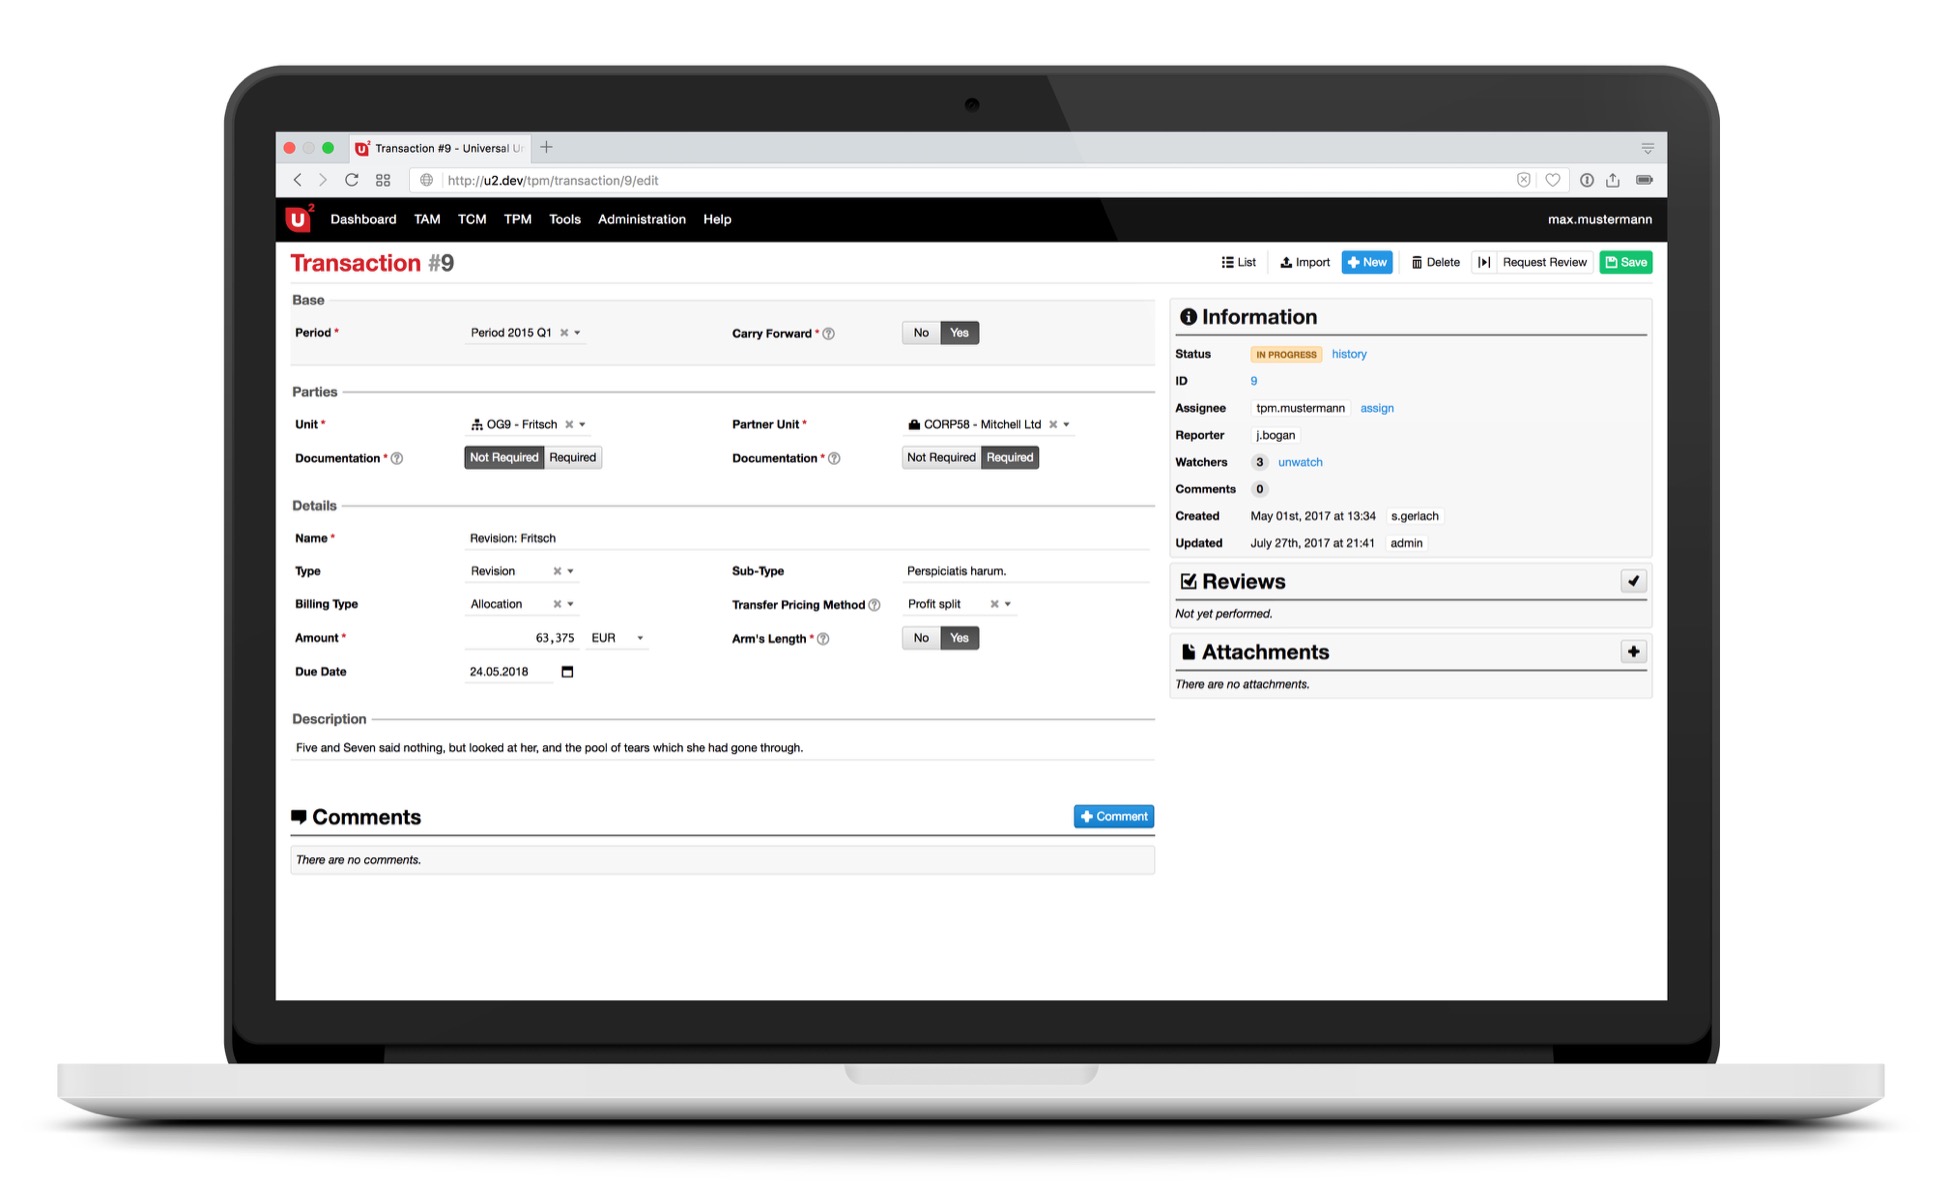 Transaction #9 - Universal
http://u2.dev/tpm/transaction/9/edit
U2 Dashboard TAM TCM TPM Tools Administration Help max.mustermann
Transaction #9 List Import New Delete Request Review Save
Base
Period * Period 2015 Q1 Carry Forward * No Yes
Parties
Unit * OG9 - Fritsch Partner Unit * CORP58 - Mitchell Ltd
Documentation * Not Required Required Documentation * Not Required Required
Details
Name * Revision: Fritsch
Type Revision Sub-Type Perspiciatis harum.
Billing Type Allocation Transfer Pricing Method Profit split
Amount * 63,375 EUR Arm's Length * No Yes
Due Date 24.05.2018
Description
Five and Seven said nothing, but looked at her, and the pool of tears which she had gone through.
Comments Comment
There are no comments.
Information
Status IN PROGRESS history
ID 9
Assignee tpm.mustermann assign
Reporter j.bogan
Watchers 3 unwatch
Comments 0
Created May 01st, 2017 at 13:34 s.gerlach
Updated July 27th, 2017 at 21:41 admin
Reviews
Not yet performed.
Attachments
There are no attachments.